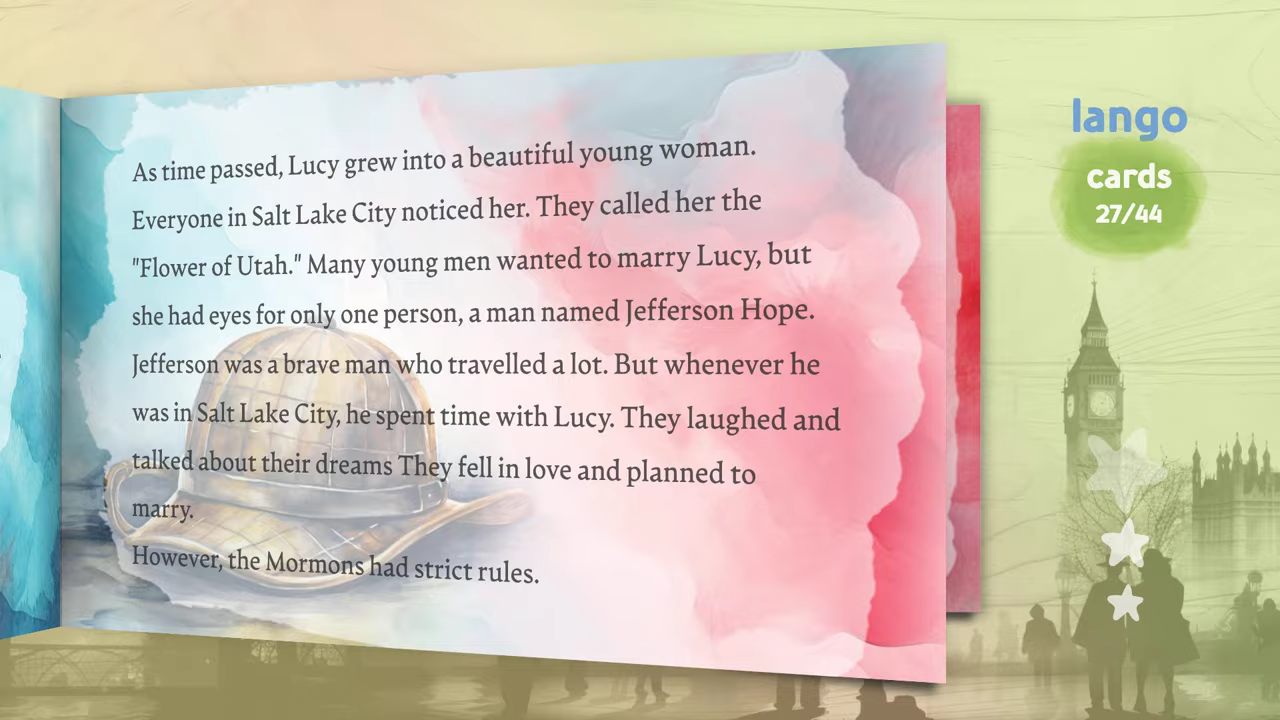 As time passed, Lucy grew into a beautiful young woman.
Everyone in Salt Lake City noticed her. They called her the
"Flower of Utah." Many young men wanted to marry Lucy, but
she had eyes for only one person, a man named Jefferson Hope.
Jefferson was a brave man who travelled a lot. But whenever he
was in Salt Lake City, he spent time with Lucy. They laughed and
talked about their dreams They fell in love and planned to
marry.
However, the Mormons had strict rules.
lango
cards
27/44